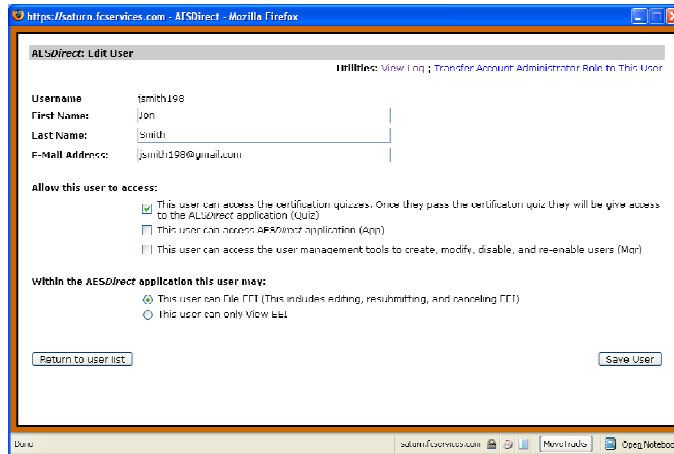 https://saturn.fcservices.com - AESDirect - Mozilla Firefox
AESDirect: Edit User
Utilities: View Log ; Transfer Account Administrator Role to This User
Username jsmith198
First Name: Jon
Last Name: Smith
E-Mail Address: jsmith198@gmail.com
Allow this user to access:
This user can access the certification quizzes. Once they pass the certificaton quiz they will be give access
to the AESDirect application (Quiz)
This user can access AESDirect application (App)
This user can access the user management tools to create, modify, disable, and re-enable users (Mgr)
Within the AESDirect application this user may:
This user can File EEI (This includes editing, resubmitting, and canceling EEI)
This user can only View EEI
Return to user list Save User
Done saturn.fcservices.com Open Noteboo